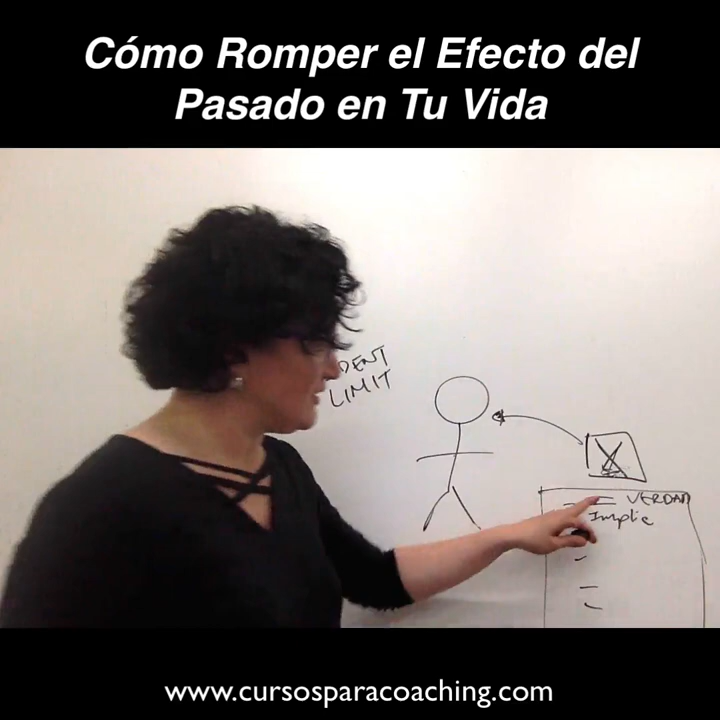 Cómo Romper el Efecto del
Pasado en Tu Vida
DENT
LIMIT
VERDAD
Implic
www.cursosparacoaching.com